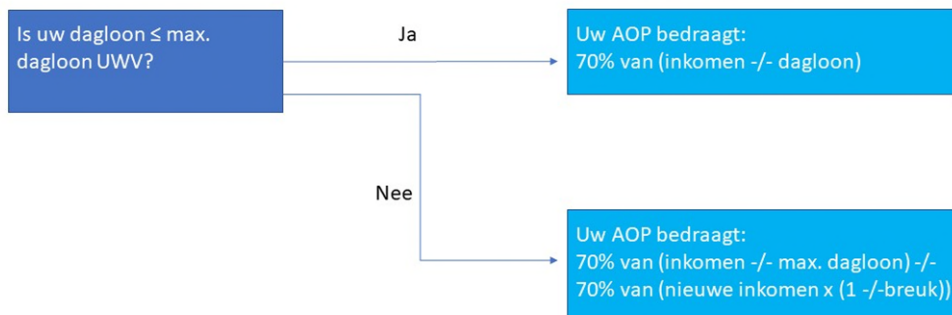 Is uw dagloon ≤ max.
dagloon UWV?
Ja
Uw AOP bedraagt:
70% van (inkomen -/- dagloon)
Nee
Uw AOP bedraagt:
70% van (inkomen -/- max. dagloon) -/-
70% van (nieuwe inkomen x (1 -/-breuk))